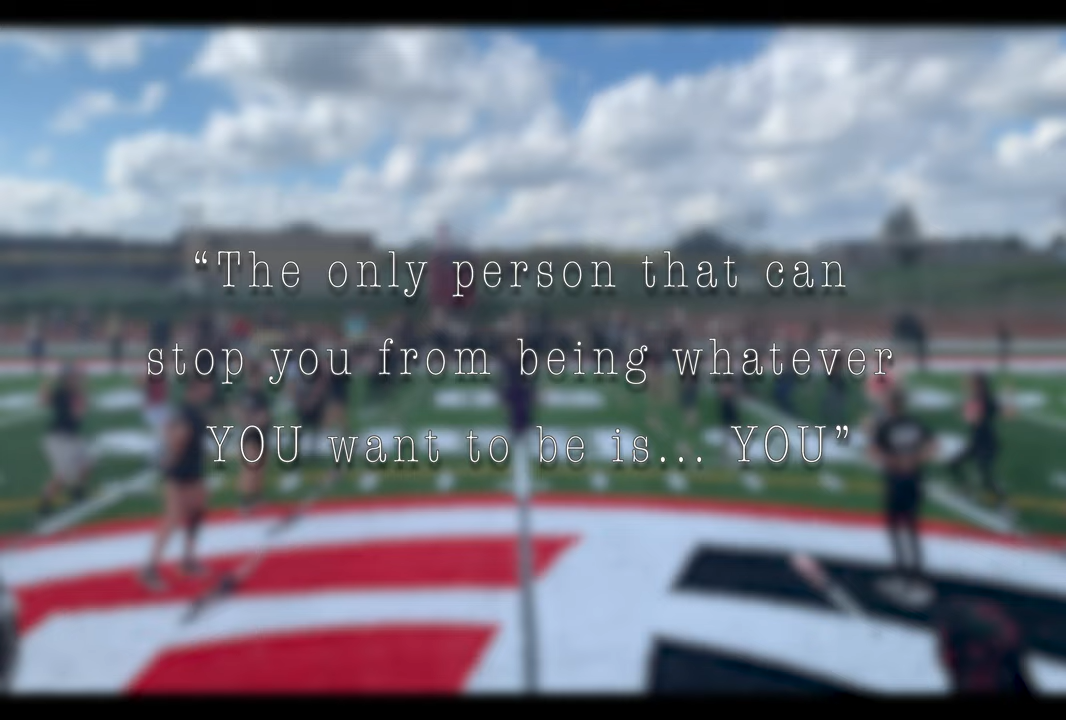 “The only person that can
stop you from being whatever
YOU want to be is... YOU”